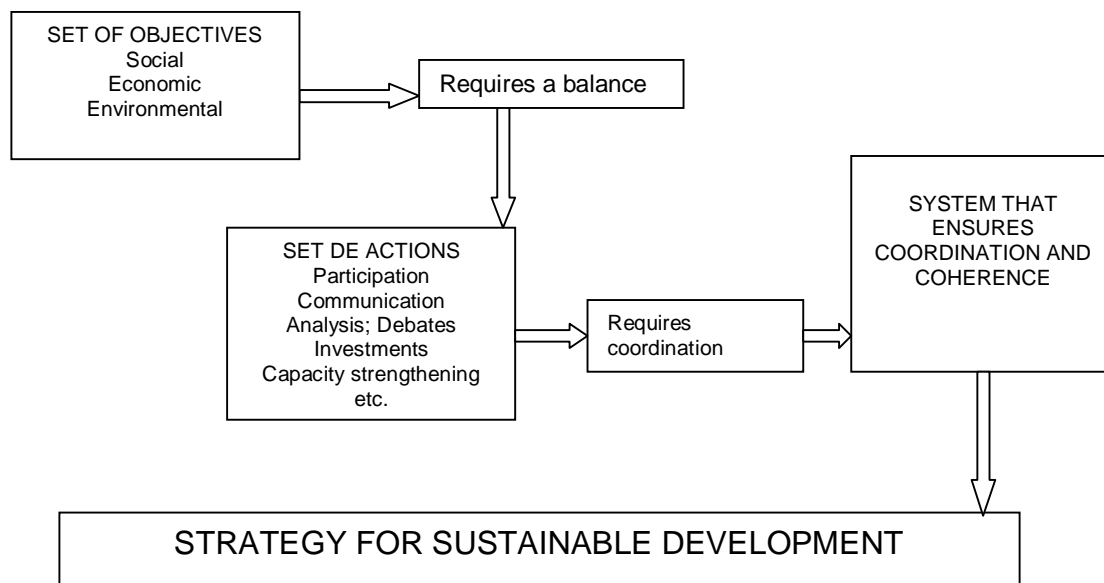 SET OF OBJECTIVES
Social
Economic
Environmental
Requires a balance
SET DE ACTIONS
Participation
Communication
Analysis; Debates
Investments
Capacity strengthening
etc.
Requires
coordination
SYSTEM THAT
ENSURES
COORDINATION AND
COHERENCE
STRATEGY FOR SUSTAINABLE DEVELOPMENT